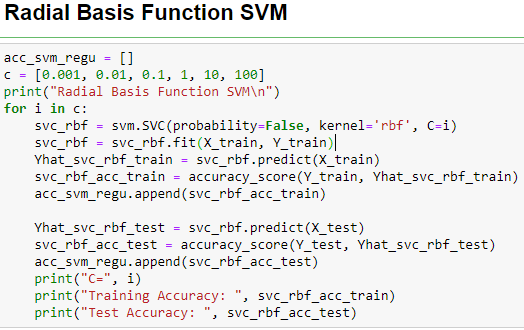 Radial Basis Function SVM
acc_svm_regu = []
c = [0.001, 0.01, 0.1, 1, 10, 100]
print("Radial Basis Function SVM\n")
for i in c:
    svc_rbf = svm.SVC(probability=False, kernel='rbf', C=i)
    svc_rbf = svc_rbf.fit(X_train, Y_train)
    Yhat_svc_rbf_train = svc_rbf.predict(X_train)
    svc_rbf_acc_train = accuracy_score(Y_train, Yhat_svc_rbf_train)
    acc_svm_regu.append(svc_rbf_acc_train)

    Yhat_svc_rbf_test = svc_rbf.predict(X_test)
    svc_rbf_acc_test = accuracy_score(Y_test, Yhat_svc_rbf_test)
    acc_svm_regu.append(svc_rbf_acc_test)
    print("C=", i)
    print("Training Accuracy: ", svc_rbf_acc_train)
    print("Test Accuracy: ", svc_rbf_acc_test)